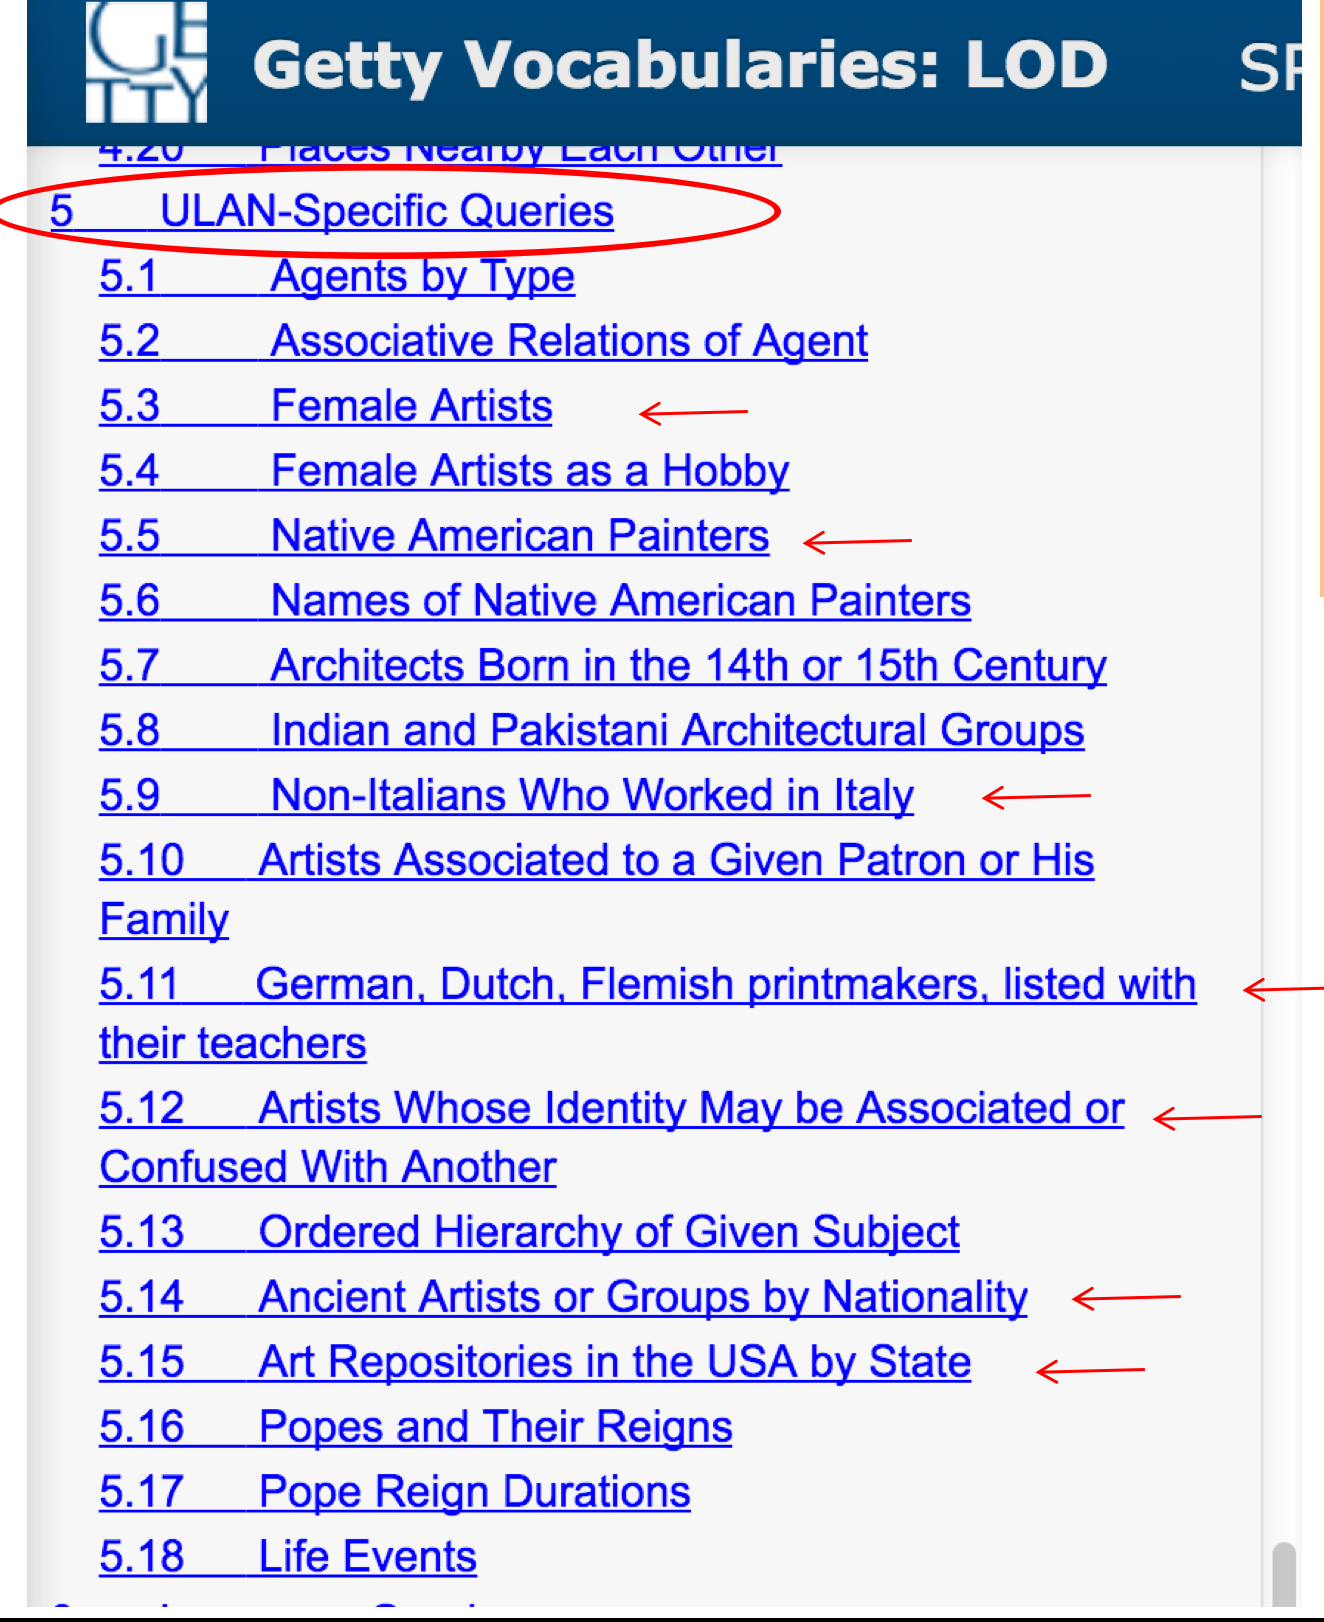 GE
TTY
Getty Vocabularies: LOD
4.20 Places Nearby Each Other
5 ULAN-Specific Queries
5.1 Agents by Type
5.2 Associative Relations of Agent
5.3 Female Artists
5.4 Female Artists as a Hobby
5.5 Native American Painters
5.6 Names of Native American Painters
5.7 Architects Born in the 14th or 15th Century
5.8 Indian and Pakistani Architectural Groups
5.9 Non-Italians Who Worked in Italy
5.10 Artists Associated to a Given Patron or His
Family
5.11 German, Dutch, Flemish printmakers, listed with
their teachers
5.12 Artists Whose Identity May be Associated or
Confused With Another
5.13 Ordered Hierarchy of Given Subject
5.14 Ancient Artists or Groups by Nationality
5.15 Art Repositories in the USA by State
5.16 Popes and Their Reigns
5.17 Pope Reign Durations
5.18 Life Events